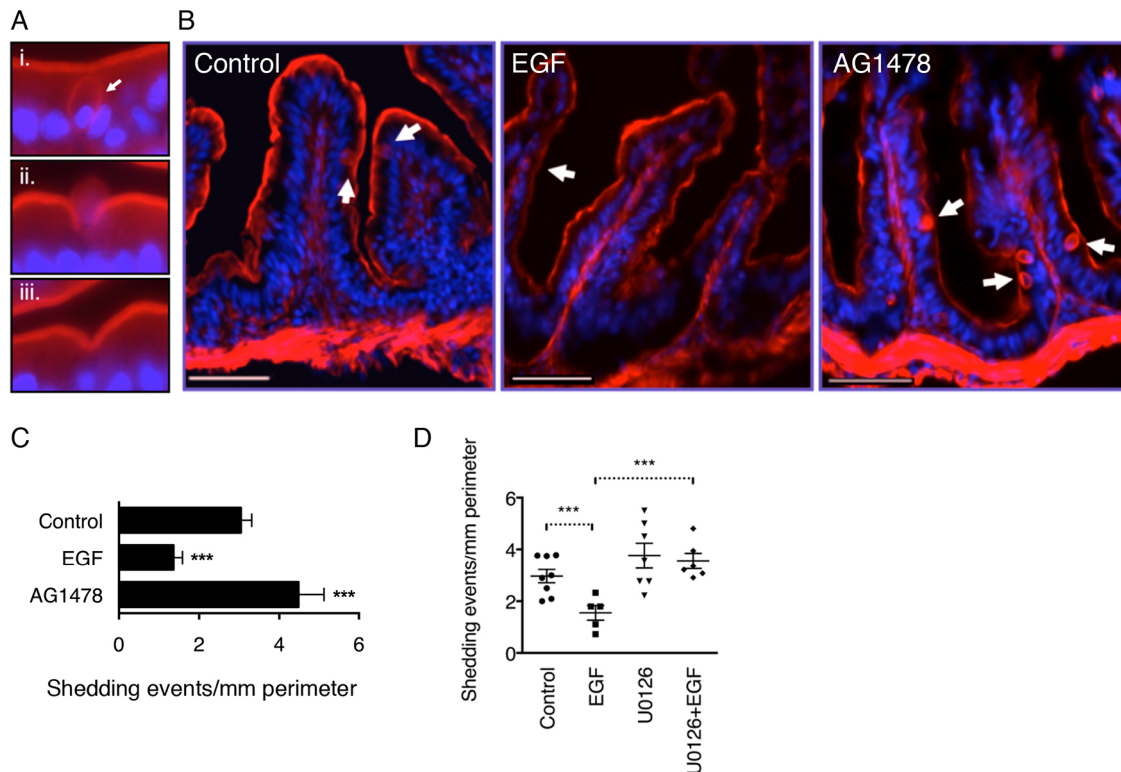 A
B
i.
ii.
iii.
Control
EGF
AG1478
C
Control
EGF
AG1478
***
***
0 2 4 6
Shedding events/mm perimeter
D
Shedding events/mm perimeter
6
4
2
0
***
***
Control
EGF
U0126
U0126+EGF